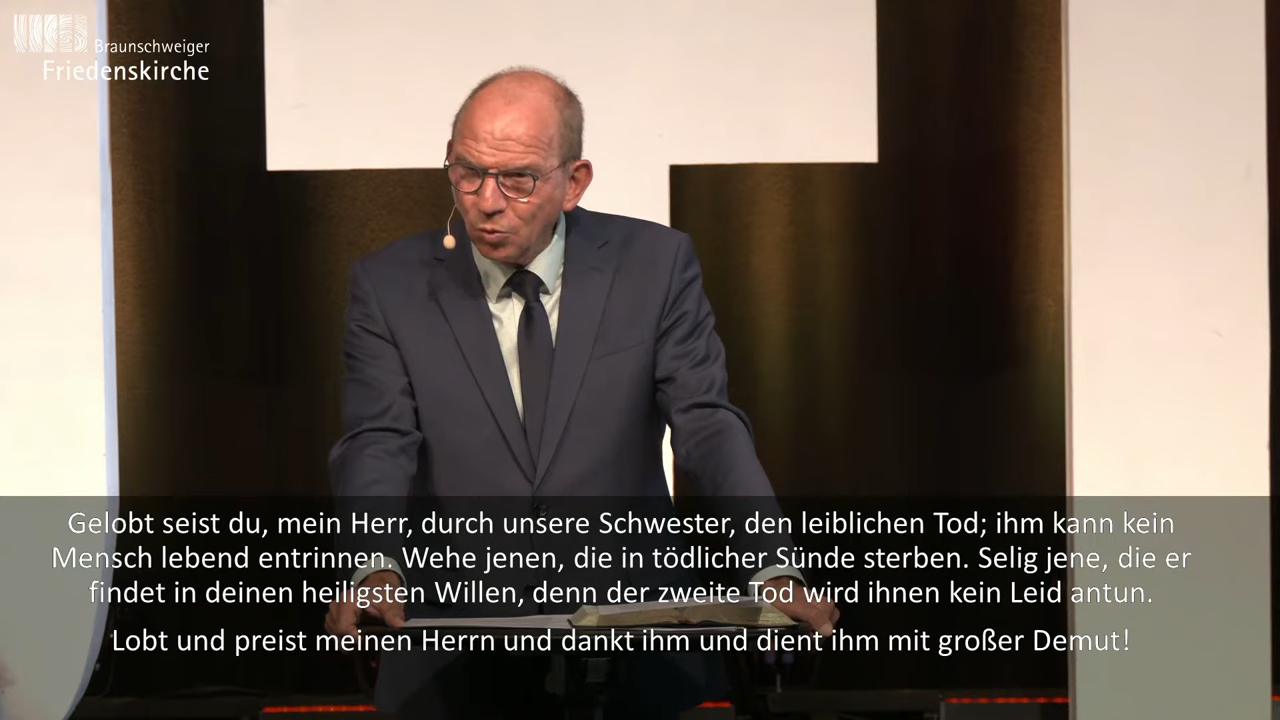 Braunschweiger
Friedenskirche
Gelobt seist du, mein Herr, durch unsere Schwester, den leiblichen Tod; ihm kann kein
Mensch lebend entrinnen. Wehe jenen, die in tödlicher Sünde sterben. Selig jene, die er
findet in deinen heiligsten Willen, denn der zweite Tod wird ihnen kein Leid antun.
Lobt und preist meinen Herrn und dankt ihm und dient ihm mit großer Demut!